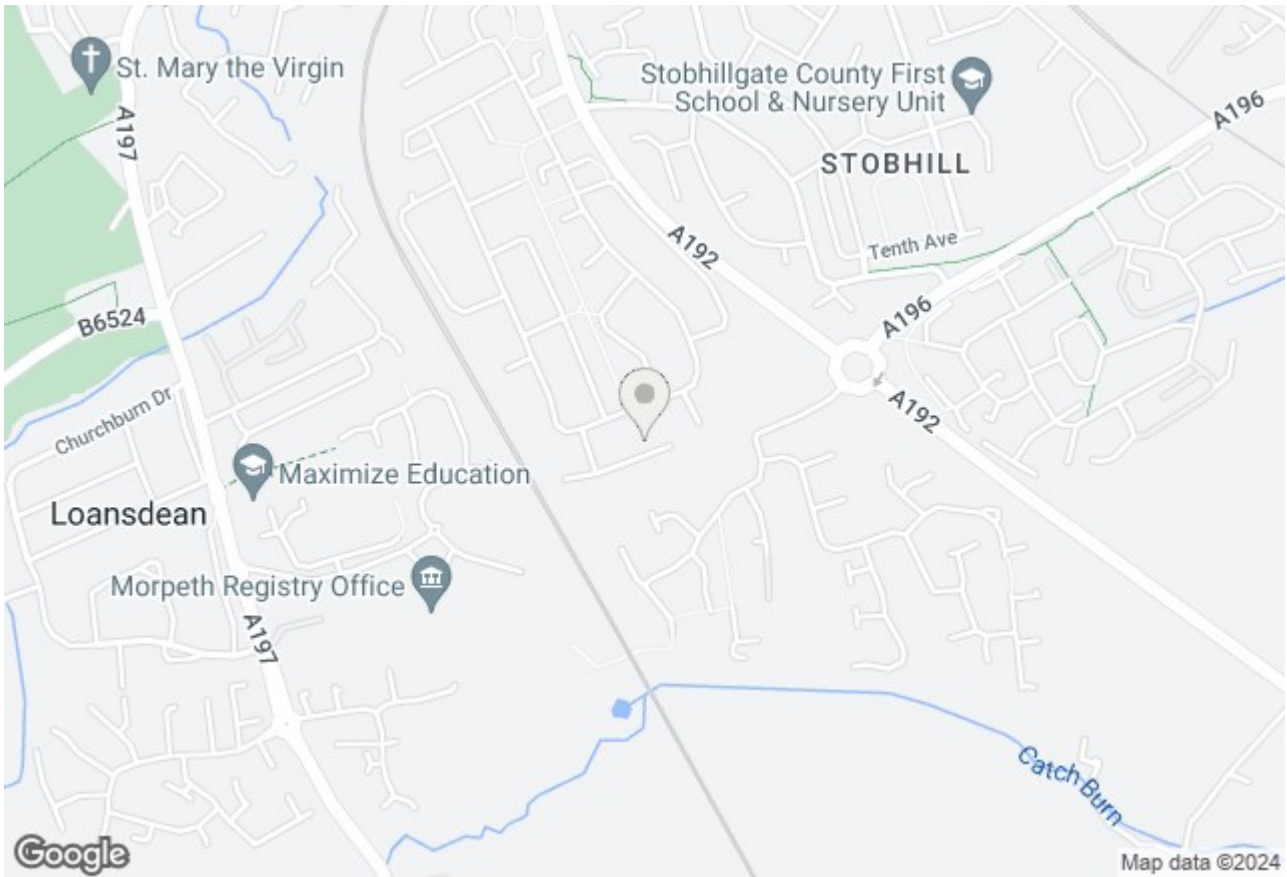 St. Mary the Virgin
A197
Stobhillgate County First
School & Nursery Unit
A196
STOBHILL
Tenth Ave
A192
A196
B6524
Churchburn Dr
A192
Maximize Education
Loansdean
Morpeth Registry Office
A197
Catch Burn
Google
Map data ©2024